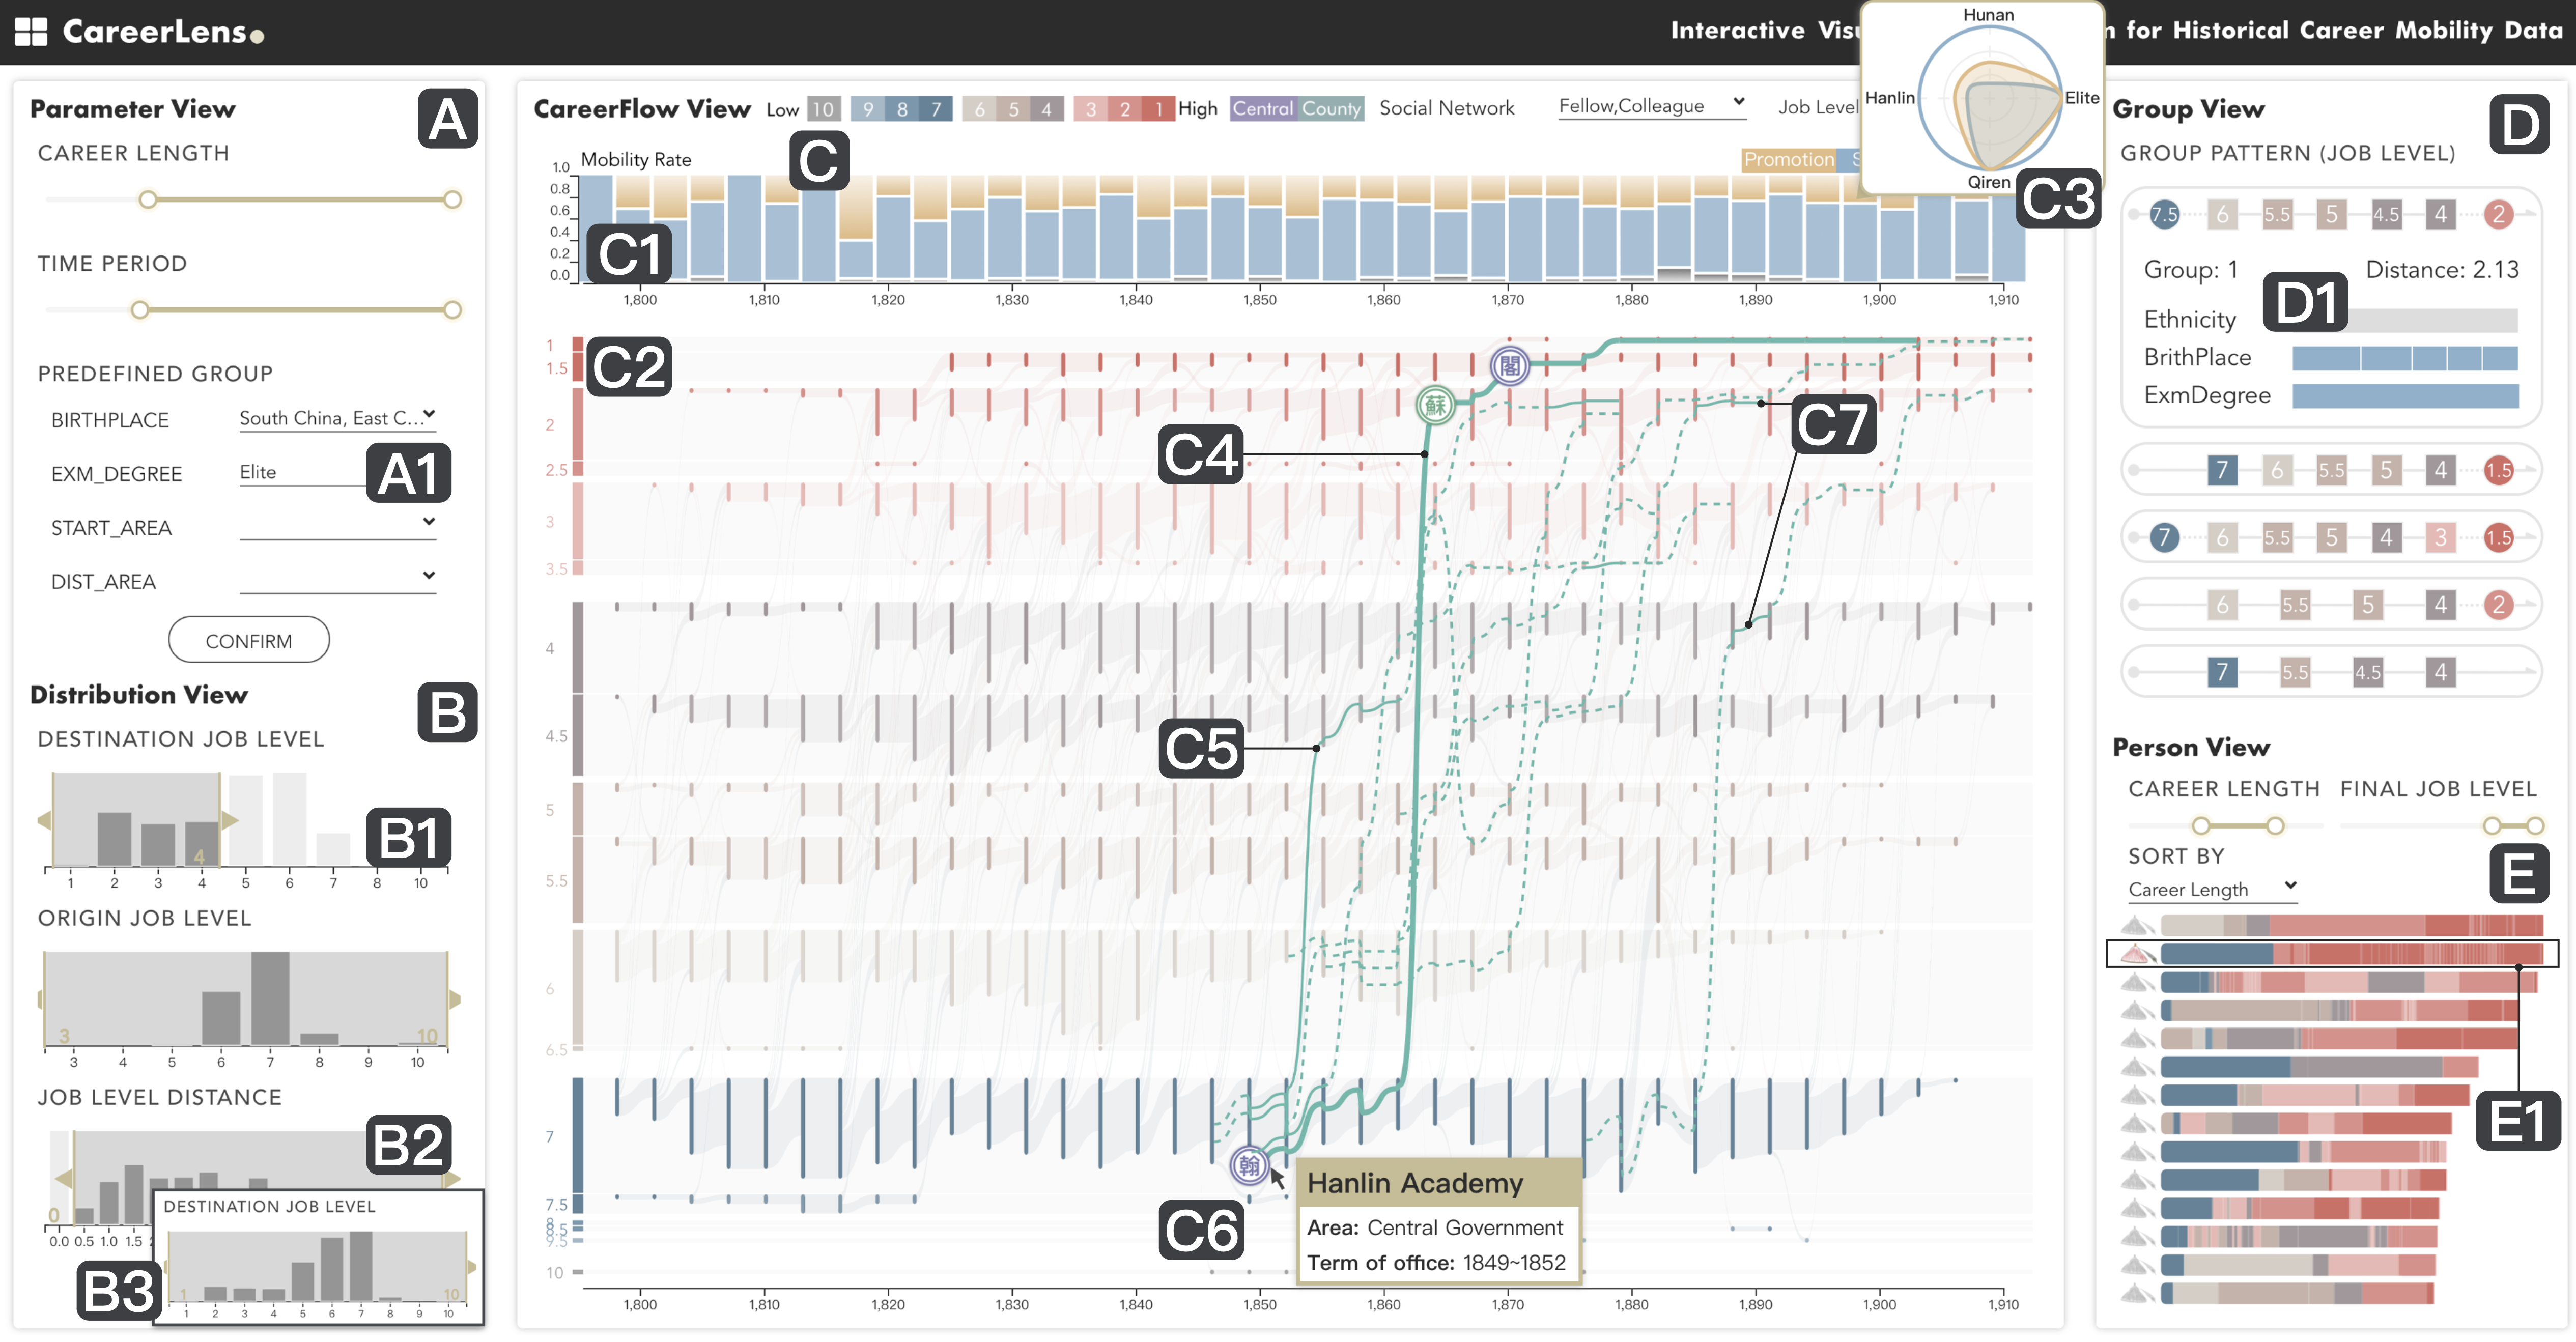 CareerLens.
Interactive Visu
n for Historical Career Mobility Data
Parameter View
A
CAREER LENGTH
TIME PERIOD
PREDEFINED GROUP
BIRTHPLACE South China, East C...
EXM_DEGREE Elite
A1
START_AREA
DIST_AREA
CONFIRM
Distribution View
B
DESTINATION JOB LEVEL
4
B1
1 2 3 4 5 6 7 8 10
ORIGIN JOB LEVEL
3 10
3 4 5 6 7 8 9 10
JOB LEVEL DISTANCE
B2
0
0.0 0.5 1.0 1.5
DESTINATION JOB LEVEL
B3
1 10
1 2 3 4 5 6 7 8 9 10
CareerFlow View
Low 10 9 8 7 6 5 4 3 2 1 High
Central County
Social Network
Fellow,Colleague
Job Level
C
Mobility Rate
Promotion S
1.0
0.8
0.6
0.4
0.2
0.0
C1
1,800 1,810 1,820 1,830 1,840 1,850 1,860 1,870 1,880 1,890 1,900 1,910
Hunan
Hanlin
Elite
Qiren
C3
1
1.5
2
2.5
3
3.5
4
4.5
5
5.5
6
6.5
7
7.5
8
8.5
9.5
10
C2
閣
蘇
C4
C7
C5
翰
C6
Hanlin Academy
Area: Central Government
Term of office: 1849~1852
1,800 1,810 1,820 1,830 1,840 1,850 1,860 1,870 1,880 1,890 1,900 1,910
Group View
D
GROUP PATTERN (JOB LEVEL)
7.5 6 5.5 5 4.5 4 2
Group: 1 Distance: 2.13
D1
Ethnicity
BrithPlace
ExmDegree
7 6 5.5 5 4 1.5
7 6 5.5 5 4 3 1.5
6 5.5 5 4 2
7 5.5 4.5 4
Person View
CAREER LENGTH FINAL JOB LEVEL
SORT BY
Career Length
E
E1